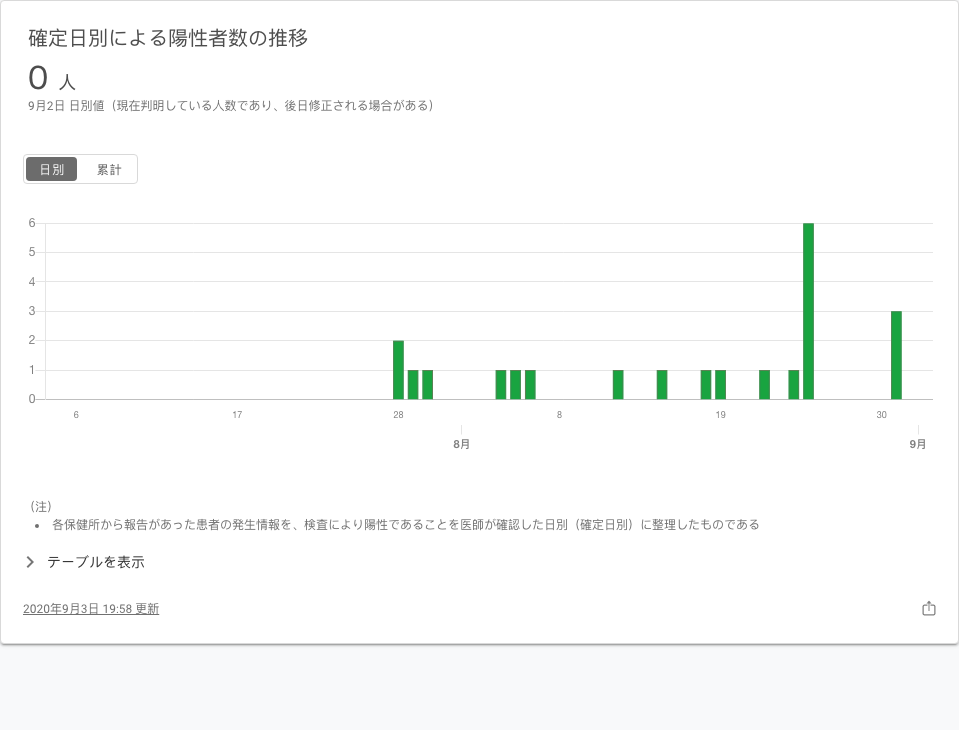 確定日別による陽性者数の推移
0 人
9月2日 日別値（現在判明している人数であり、後日修正される場合がある）
日別 累計
6
5
4
3
2
1
0
6 17 28 8 19 30
8月 9月
（注）
• 各保健所から報告があった患者の発生情報を、検査により陽性であることを医師が確認した日別（確定日別）に整理したものである
テーブルを表示
2020年9月3日 19:58 更新